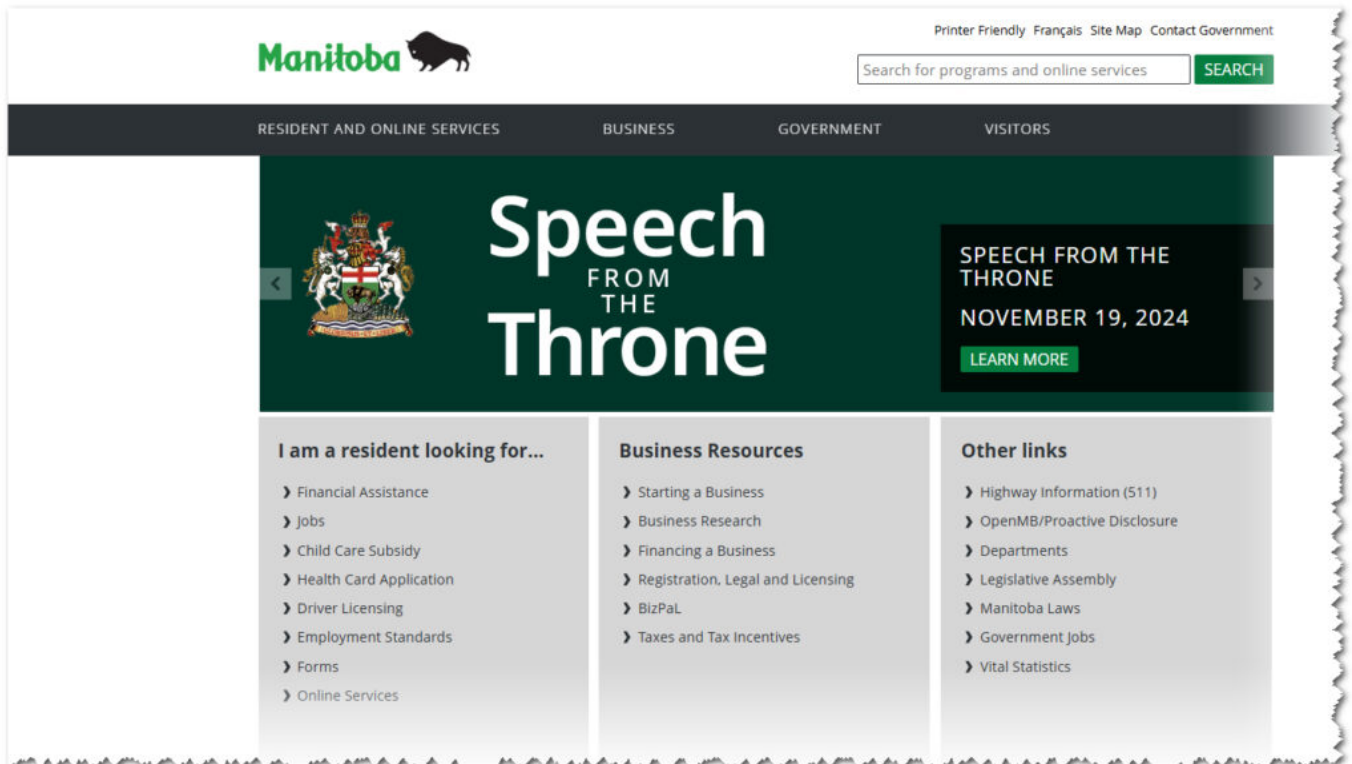 Printer Friendly Français Site Map Contact Government
Manitoba
Search for programs and online services SEARCH
RESIDENT AND ONLINE SERVICES BUSINESS GOVERNMENT VISITORS
Speech
FROM
THE
Throne
SPEECH FROM THE
THRONE
NOVEMBER 19, 2024
LEARN MORE
I am a resident looking for...
Financial Assistance
Jobs
Child Care Subsidy
Health Card Application
Driver Licensing
Employment Standards
Forms
Online Services
Business Resources
Starting a Business
Business Research
Financing a Business
Registration, Legal and Licensing
BizPaL
Taxes and Tax Incentives
Other links
Highway Information (511)
OpenMB/Proactive Disclosure
Departments
Legislative Assembly
Manitoba Laws
Government Jobs
Vital Statistics